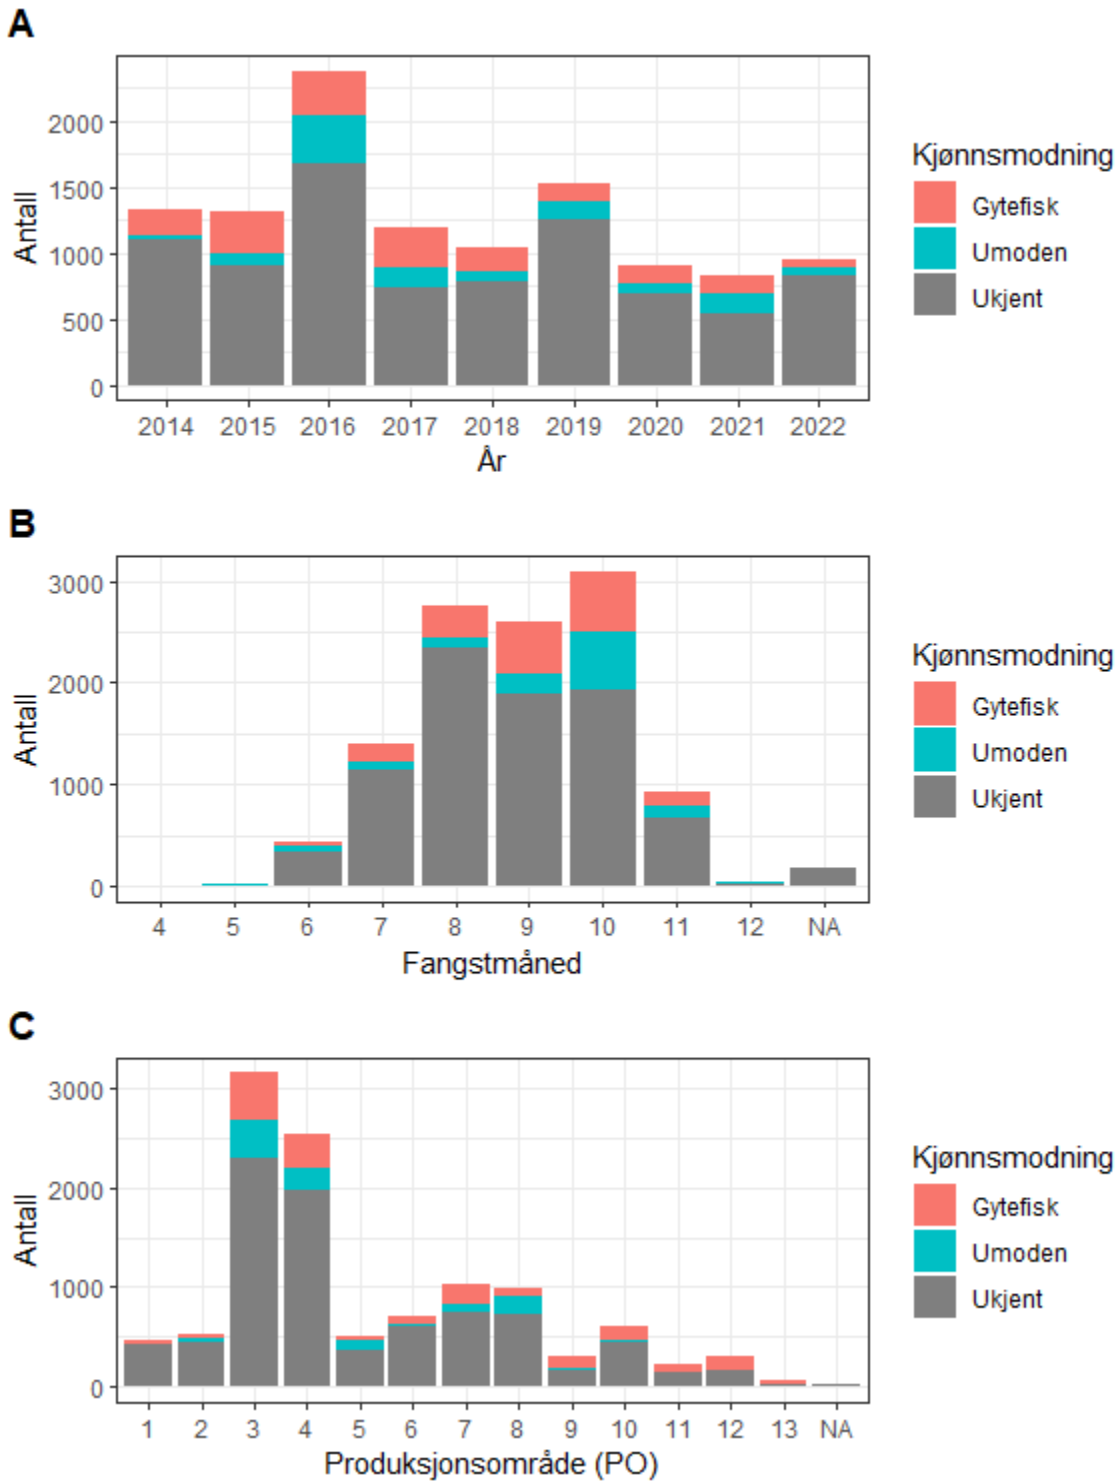 A
Antall
2000
1500
1000
500
0
2014 2015 2016 2017 2018 2019 2020 2021 2022
År
Kjønnsmodning
Gytefisk
Umoden
Ukjent
B
Antall
3000
2000
1000
0
4 5 6 7 8 9 10 11 12 NA
Fangstmåned
Kjønnsmodning
Gytefisk
Umoden
Ukjent
C
Antall
3000
2000
1000
0
1 2 3 4 5 6 7 8 9 10 11 12 13 NA
Produksjonsområde (PO)
Kjønnsmodning
Gytefisk
Umoden
Ukjent